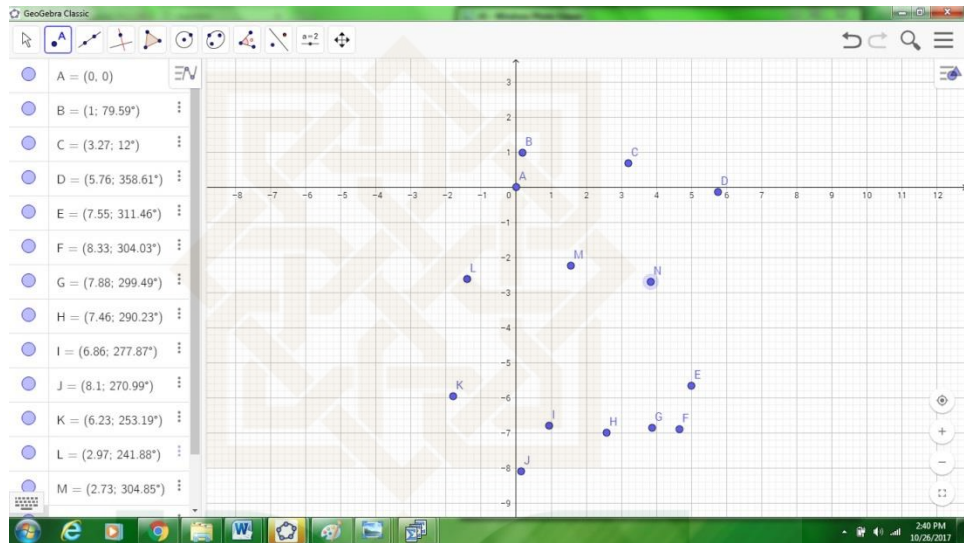 GeoGebra Classic
A
a=2
A = (0, 0)
B = (1; 79.59°)
C = (3.27; 12°)
D = (5.76; 358.61°)
E = (7.55; 311.46°)
F = (8.33; 304.03°)
G = (7.88; 299.49°)
H = (7.46; 290.23°)
I = (6.86; 277.87°)
J = (8.1; 270.99°)
K = (6.23; 253.19°)
L = (2.97; 241.88°)
M = (2.73; 304.85°)
3
2
1
B
C
A
D
-8 -7 -6 -5 -4 -3 -2 -1 0 1 2 3 4 5 6 7 8 9 10 11 12
-1
-2
M
L
N
-3
-4
-5
E
K
-6
I
H
G
F
-7
J
-8
-9
W
2:40 PM
10/26/2017